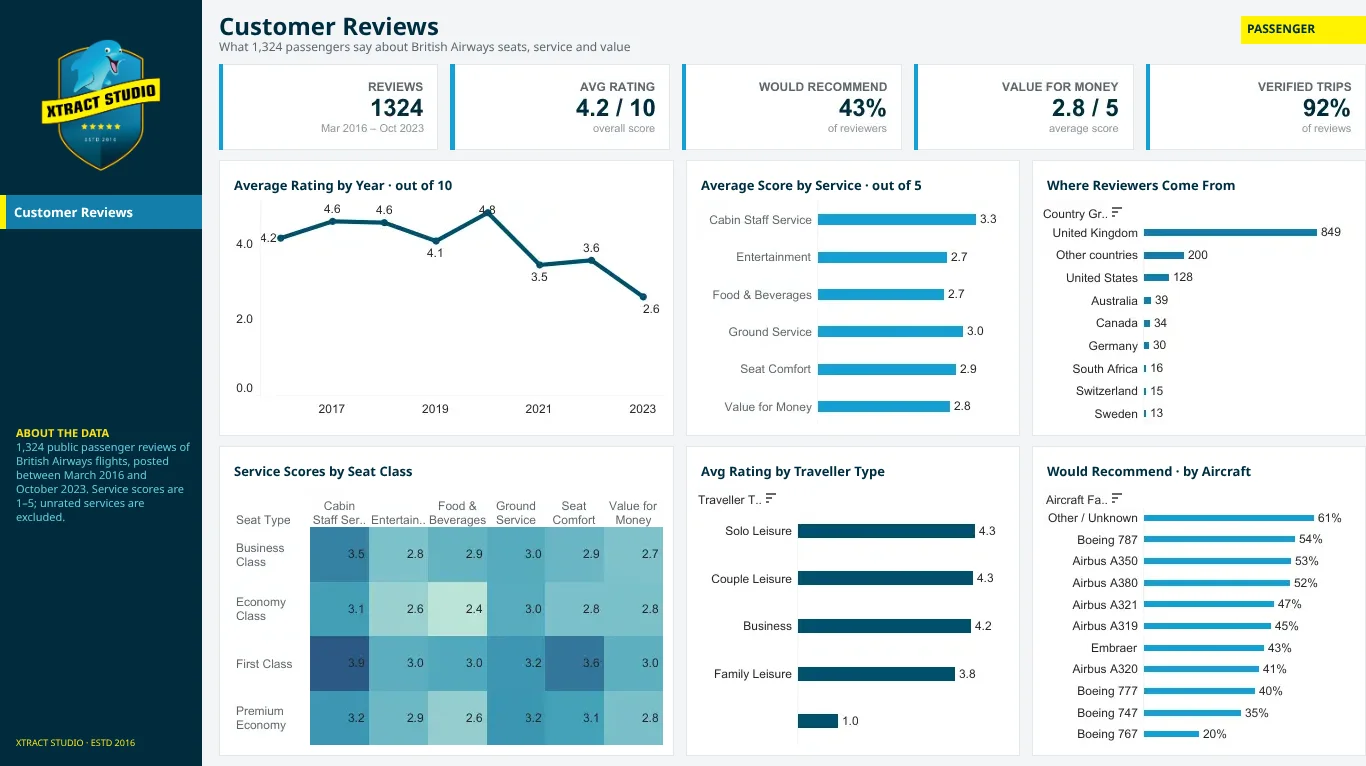 XTRACT STUDIO
ESTD 2016
Customer Reviews
ABOUT THE DATA
1,324 public passenger reviews of
British Airways flights, posted
between March 2016 and
October 2023. Service scores are
1–5; unrated services are
excluded.
XTRACT STUDIO · ESTD 2016
Customer Reviews
What 1,324 passengers say about British Airways seats, service and value
PASSENGER
REVIEWS
1324
Mar 2016 – Oct 2023
AVG RATING
4.2 / 10
overall score
WOULD RECOMMEND
43%
of reviewers
VALUE FOR MONEY
2.8 / 5
average score
VERIFIED TRIPS
92%
of reviews
Average Rating by Year · out of 10
4.0
2.0
0.0
4.2
4.6
4.6
4.1
4.8
3.5
3.6
2.6
2017 2019 2021 2023
Average Score by Service · out of 5
Cabin Staff Service 3.3
Entertainment 2.7
Food & Beverages 2.7
Ground Service 3.0
Seat Comfort 2.9
Value for Money 2.8
Where Reviewers Come From
Country Gr..
United Kingdom 849
Other countries 200
United States 128
Australia 39
Canada 34
Germany 30
South Africa 16
Switzerland 15
Sweden 13
Service Scores by Seat Class
Cabin Food & Ground Seat Value for
Seat Type Staff Ser.. Entertain.. Beverages Service Comfort Money
Business
Class 3.5 2.8 2.9 3.0 2.9 2.7
Economy
Class 3.1 2.6 2.4 3.0 2.8 2.8
First Class 3.9 3.0 3.0 3.2 3.6 3.0
Premium
Economy 3.2 2.9 2.6 3.2 3.1 2.8
Avg Rating by Traveller Type
Traveller T..
Solo Leisure 4.3
Couple Leisure 4.3
Business 4.2
Family Leisure 3.8
1.0
Would Recommend · by Aircraft
Aircraft Fa..
Other / Unknown 61%
Boeing 787 54%
Airbus A350 53%
Airbus A380 52%
Airbus A321 47%
Airbus A319 45%
Embraer 43%
Airbus A320 41%
Boeing 777 40%
Boeing 747 35%
Boeing 767 20%